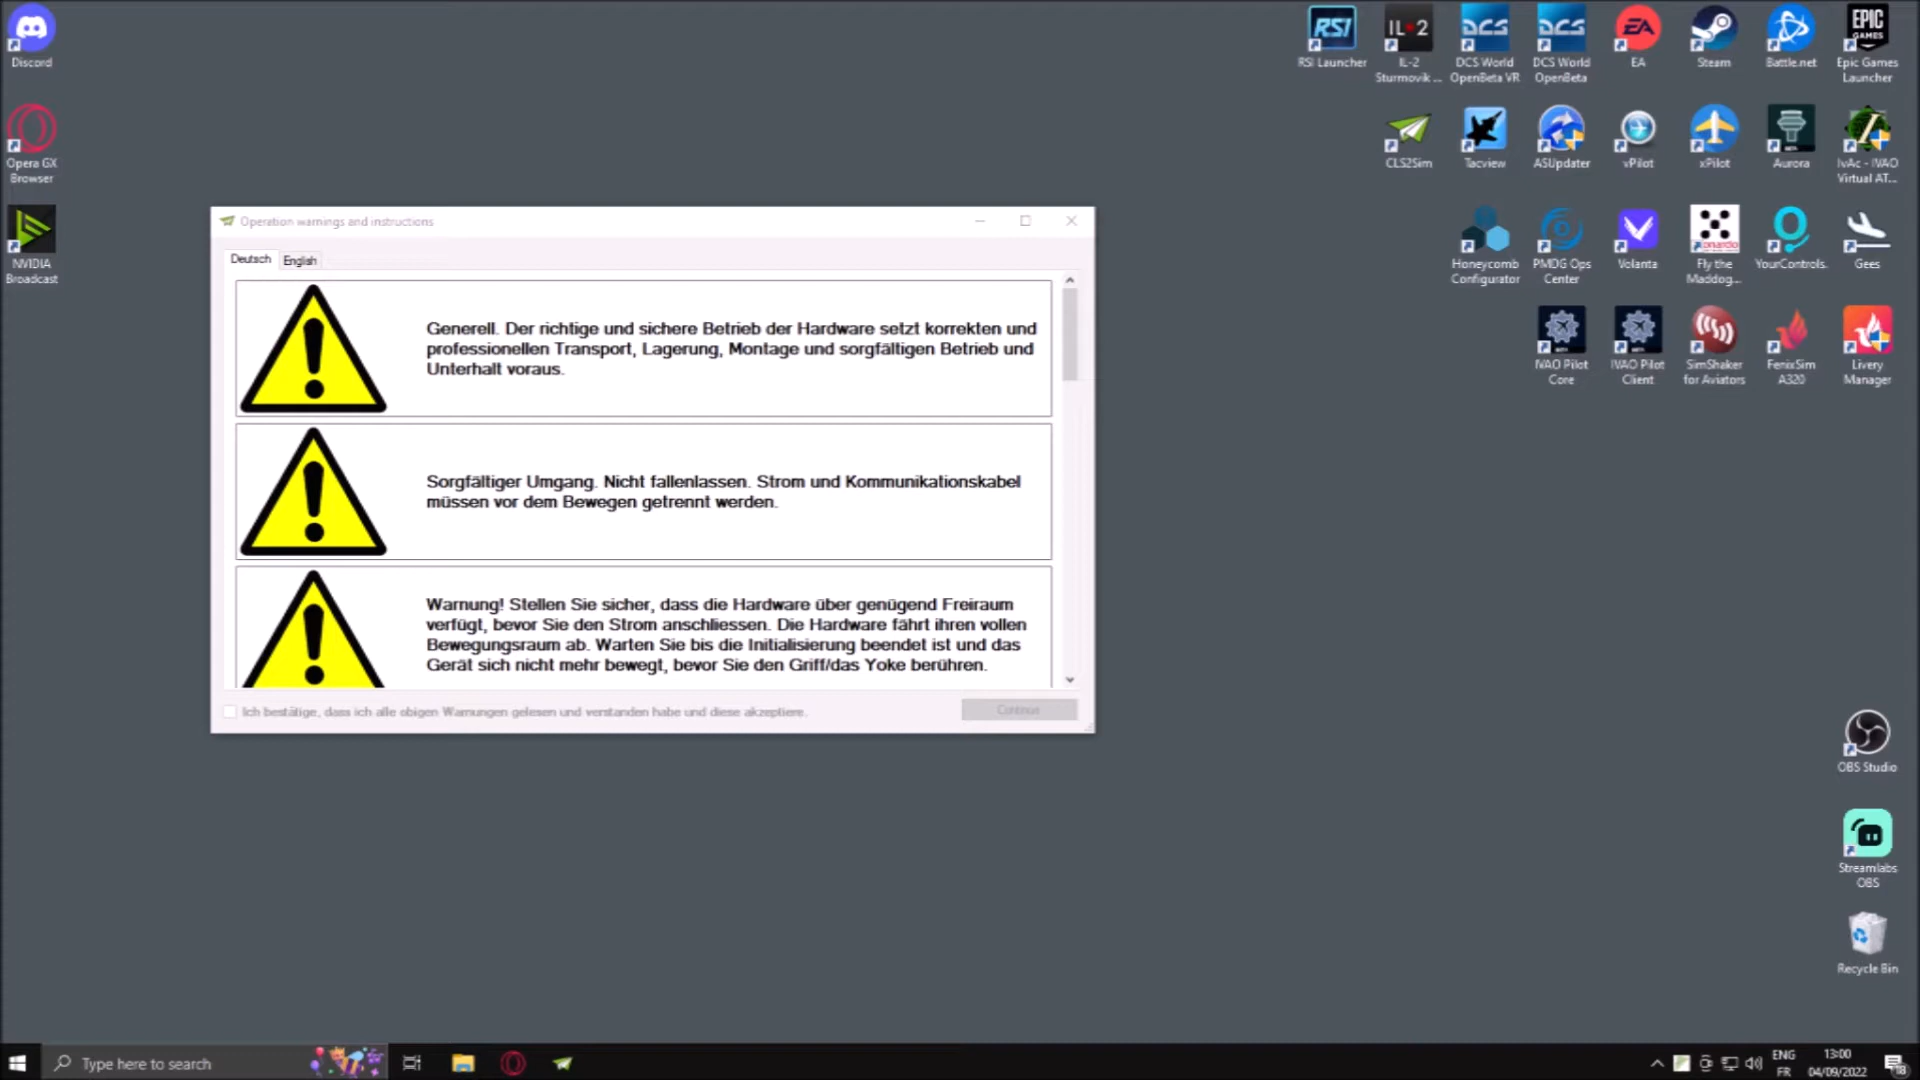 Discord
Opera GX
Browser
NVIDIA
Broadcast
RSI
RSI Launcher
IL-2
IL-2
Sturmovik ...
DCS
DCS World
OpenBeta VR
DCS
DCS World
OpenBeta
EA
EA
Steam
Battle.net
EPIC
GAMES
Epic Games
Launcher
CLS2Sim
Tacview
ASUpdater
vPilot
xPilot
Aurora
IvAc - IVAO
Virtual AT...
Honeycomb
Configurator
PMDG Ops
Center
Volanta
Fly the
Maddog...
YourControls.
Gees
IVAO Pilot
Core
IVAO Pilot
Client
SimShaker
for Aviators
FenixSim
A320
Livery
Manager
Operation warnings and instructions
Deutsch
English
Generell. Der richtige und sichere Betrieb der Hardware setzt korrekten und
professionellen Transport, Lagerung, Montage und sorgfältigen Betrieb und
Unterhalt voraus.
Sorgfältiger Umgang. Nicht fallenlassen. Strom und Kommunikationskabel
müssen vor dem Bewegen getrennt werden.
Warnung! Stellen Sie sicher, dass die Hardware über genügend Freiraum
verfügt, bevor Sie den Strom anschliessen. Die Hardware fährt ihren vollen
Bewegungsraum ab. Warten Sie bis die Initialisierung beendet ist und das
Gerät sich nicht mehr bewegt, bevor Sie den Griff/das Yoke berühren.
Ich bestätige, dass ich alle obigen Warnungen gelesen und verstanden habe und diese akzeptiere.
Continue
OBS Studio
Streamlabs
OBS
Recycle Bin
Type here to search
ENG
FR
13:00
04/09/2022